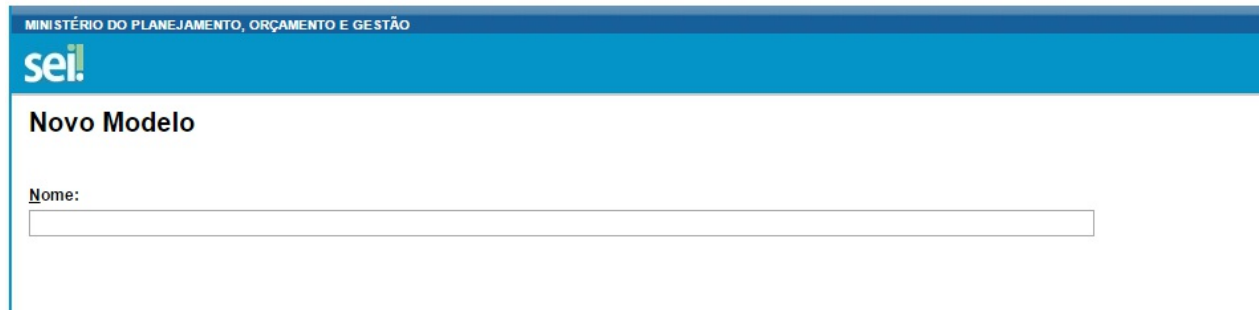 MINISTÉRIO DO PLANEJAMENTO, ORÇAMENTO E GESTÃO
sei!
Novo Modelo
Nome: